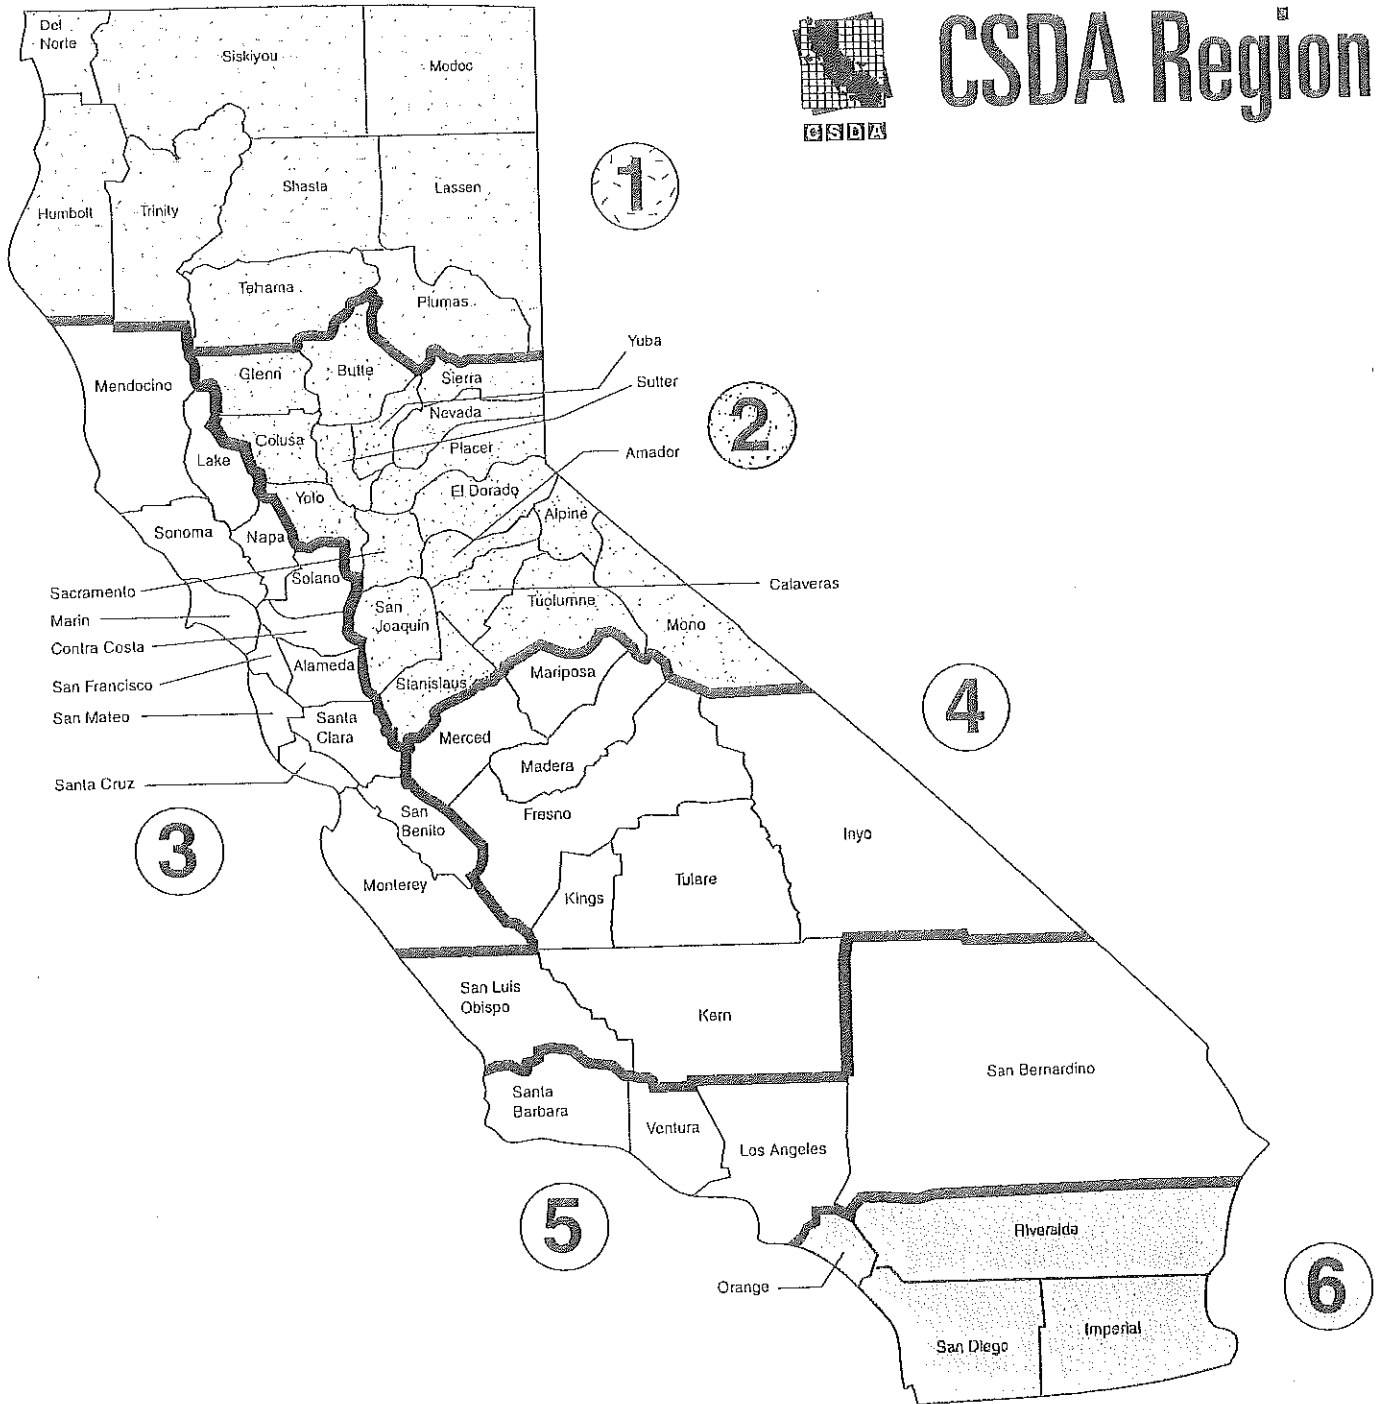 CSDA Region
CSDA
Del
Norte
Siskiyou
Modoc
Humbolt
Trinity
Shasta
Lassen
1
Tehama
Plumas
Mendocino
Glenn
Butte
Sierra
Yuba
Sutter
Nevada
2
Colusa
Placer
Lake
Amador
Yolo
El Dorado
Alpine
Sonoma
Napa
Solano
Sacramento
Calaveras
San
Joaquin
Tuolumne
Marin
Mono
Contra Costa
Alameda
San Francisco
Stanislaus
Mariposa
4
San Mateo
Santa
Clara
Merced
Madera
Santa Cruz
San
Benito
Fresno
Inyo
3
Monterey
Kings
Tulare
San Luis
Obispo
Kern
San Bernardino
Santa
Barbara
Ventura
Los Angeles
5
Riverside
Orange
6
San Diego
Imperial